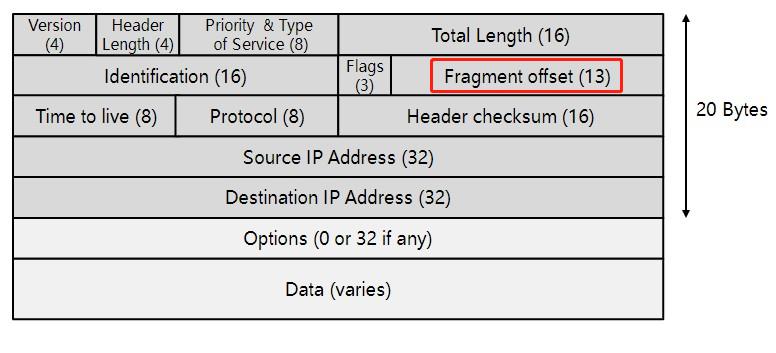 Version
(4)
Header
Length (4)
Priority & Type
of Service (8)
Total Length (16)
Identification (16)
Flags
(3)
Fragment offset (13)
Time to live (8)
Protocol (8)
Header checksum (16)
20 Bytes
Source IP Address (32)
Destination IP Address (32)
Options (0 or 32 if any)
Data (varies)